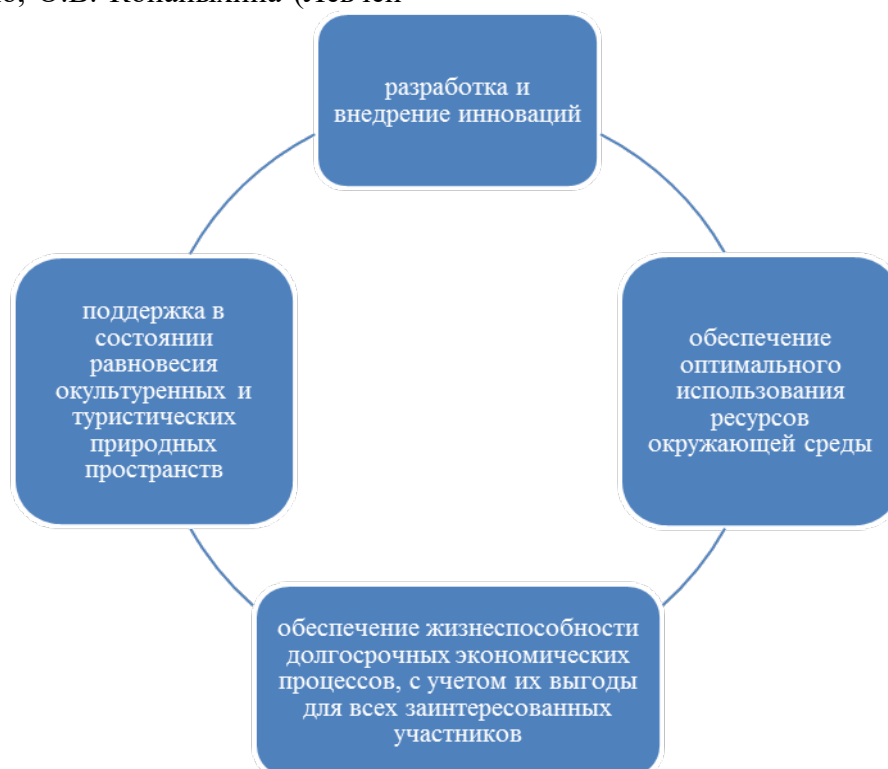 разработка и
внедрение инноваций
обеспечение
оптимального
использования
ресурсов
окружающей среды
обеспечение жизнеспособности
долгосрочных экономических
процессов, с учетом их выгоды
для всех заинтересованных
участников
поддержка в
состоянии
равновесия
окультуренных и
туристических
природных
пространств